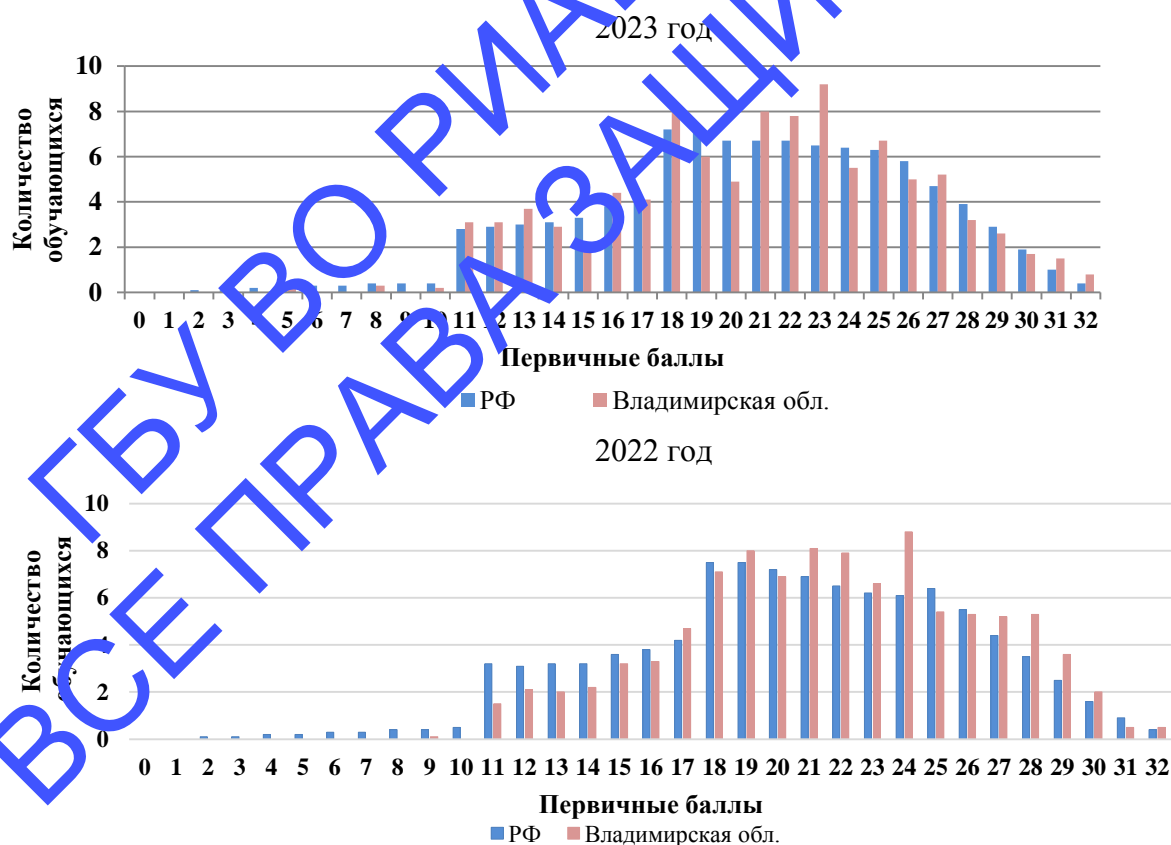 2023 год
Количество
обучающихся
10
8
6
4
2
0
0 1 2 3 4 5 6 7 8 9 10 11 12 13 14 15 16 17 18 19 20 21 22 23 24 25 26 27 28 29 30 31 32
Первичные баллы
РФ Владимирская обл.
2022 год
Количество
обучающихся
10
8
6
4
2
0
0 1 2 3 4 5 6 7 8 9 10 11 12 13 14 15 16 17 18 19 20 21 22 23 24 25 26 27 28 29 30 31 32
Первичные баллы
РФ Владимирская обл.
ГБУ ВО
ВСЕ ПРАВА